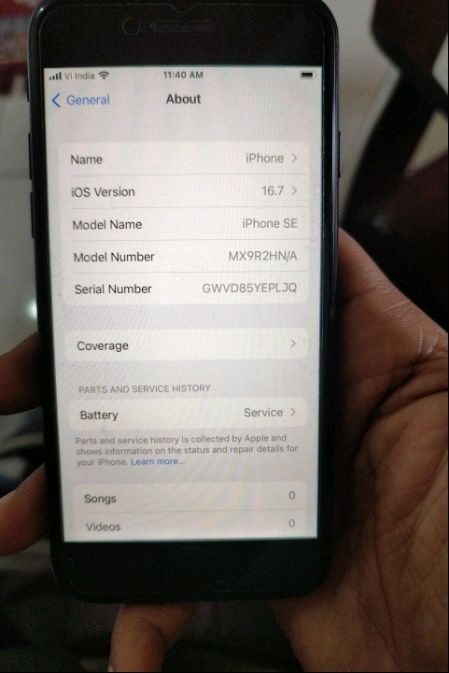 Vi India 11:40 AM
General About
Name iPhone
iOS Version 16.7
Model Name iPhone SE
Model Number MX9R2HN/A
Serial Number GWVD85YEPLJQ
Coverage
PARTS AND SERVICE HISTORY
Battery Service
Parts and service history is collected by Apple and
shows information on the status and repair details for
your iPhone. Learn more...
Songs 0
Videos 0